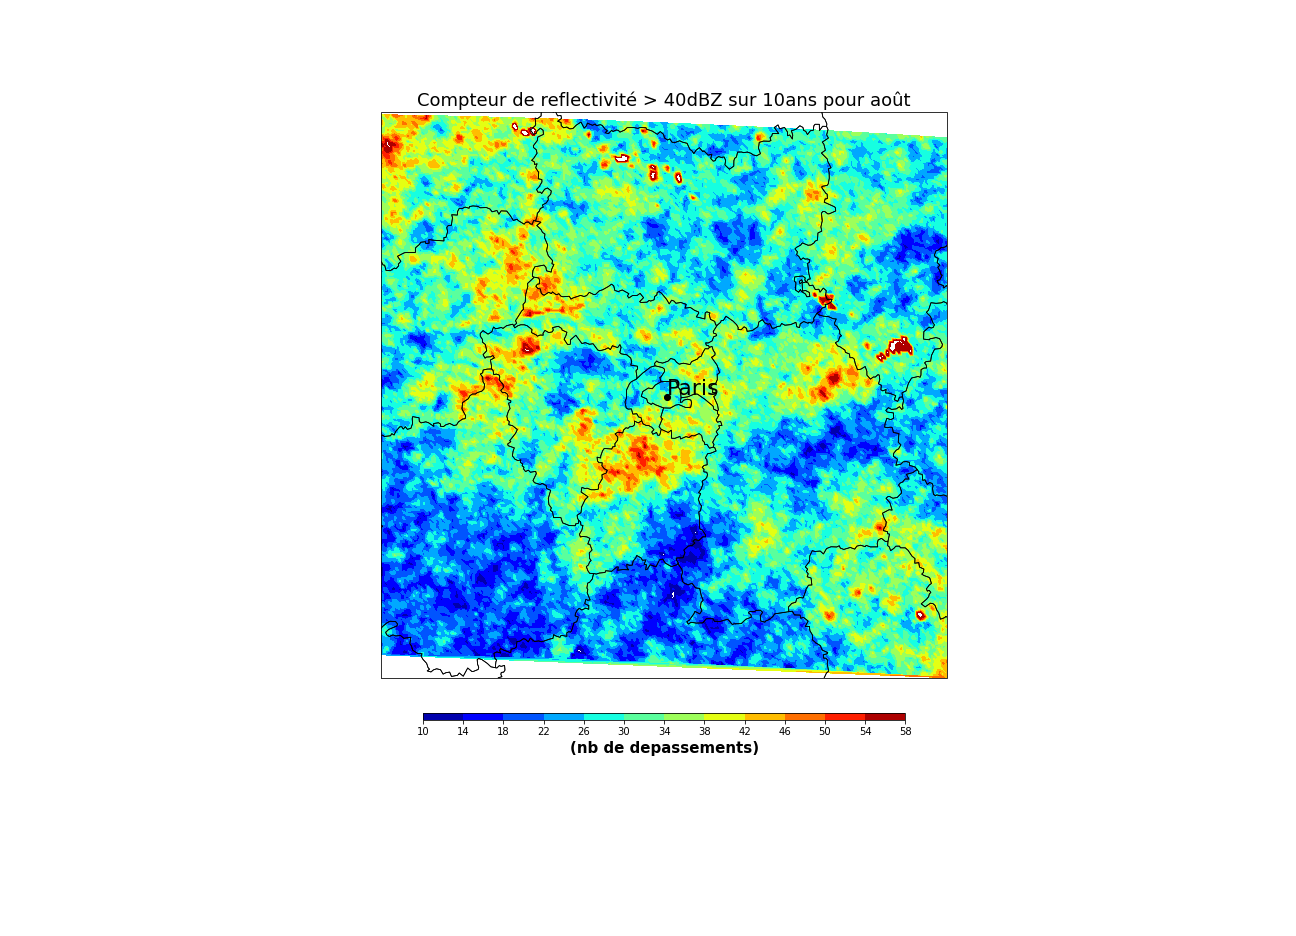 Compteur de reflectivité > 40dBZ sur 10ans pour août
Paris
10 14 18 22 26 30 34 38 42 46 50 54 58
(nb de depassements)